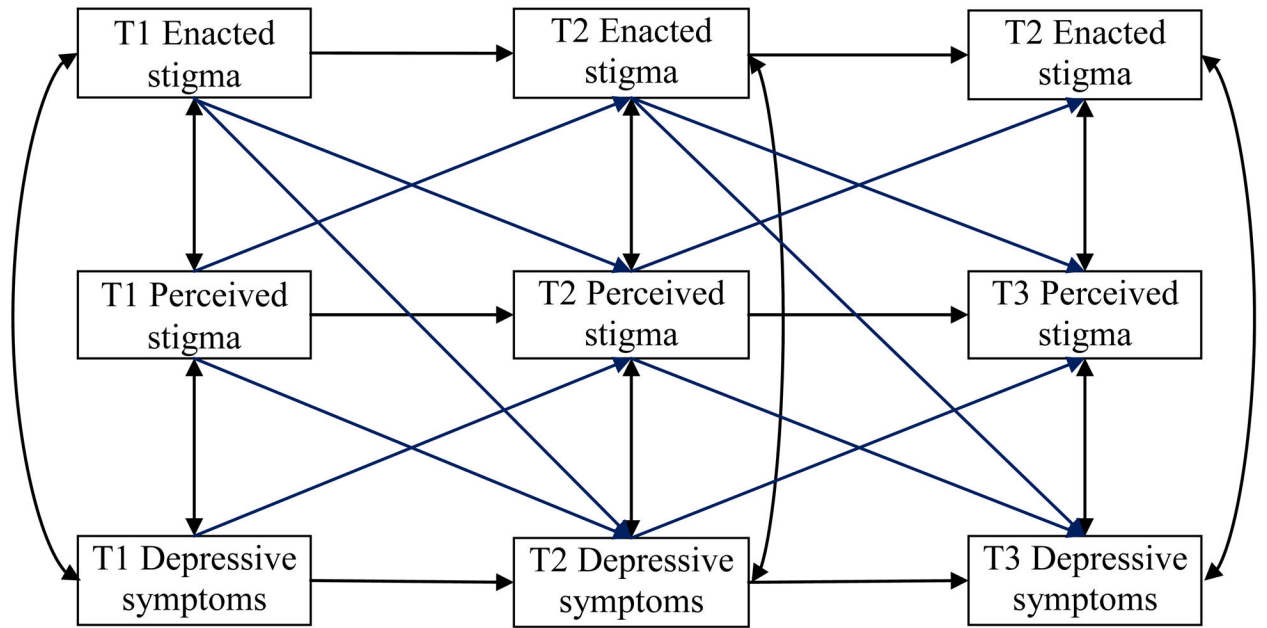 T1 Enacted
stigma
T2 Enacted
stigma
T2 Enacted
stigma
T1 Perceived
stigma
T2 Perceived
stigma
T3 Perceived
stigma
T1 Depressive
symptoms
T2 Depressive
symptoms
T3 Depressive
symptoms